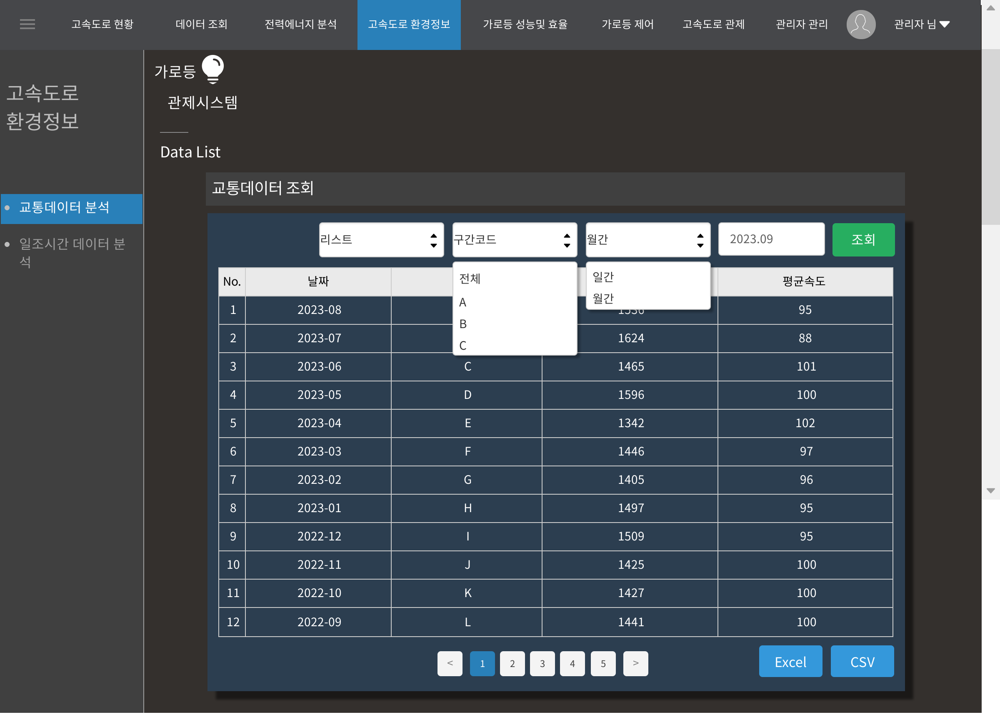 고속도로 현황 데이터 조회 전력에너지 분석 고속도로 환경정보 가로등 성능및 효율 가로등 제어 고속도로 관제 관리자 관리 관리자 님
고속도로
환경정보
교통데이터 분석
일조시간 데이터 분
석
가로등
관제시스템
Data List
교통데이터 조회
리스트 구간코드 월간 2023.09 조회
전체
A
B
C
일간
월간
No. 날짜 평균속도
1 2023-08 95
2 2023-07 1624 88
3 2023-06 C 1465 101
4 2023-05 D 1596 100
5 2023-04 E 1342 102
6 2023-03 F 1446 97
7 2023-02 G 1405 96
8 2023-01 H 1497 95
9 2022-12 I 1509 95
10 2022-11 J 1425 100
11 2022-10 K 1427 100
12 2022-09 L 1441 100
< 1 2 3 4 5 >
Excel CSV